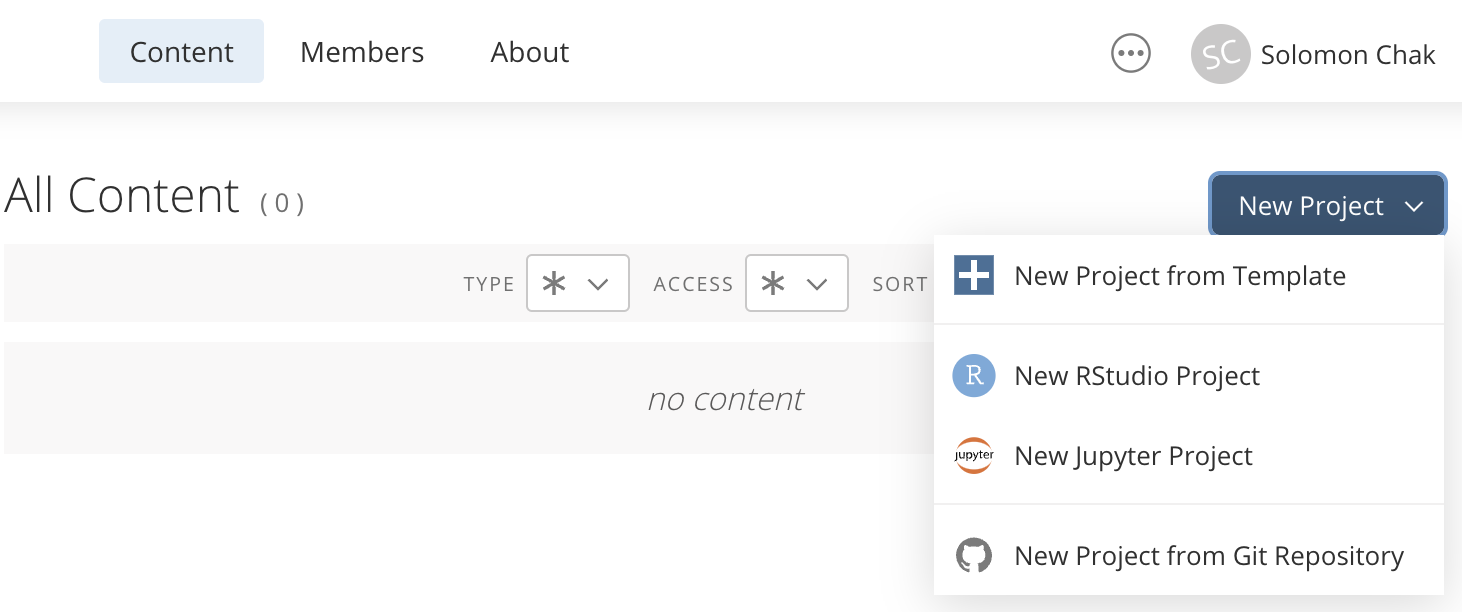 Content Members About SC Solomon Chak
All Content ( 0 )
New Project
TYPE * ACCESS * SORT
no content
New Project from Template
R New RStudio Project
jupyter New Jupyter Project
New Project from Git Repository